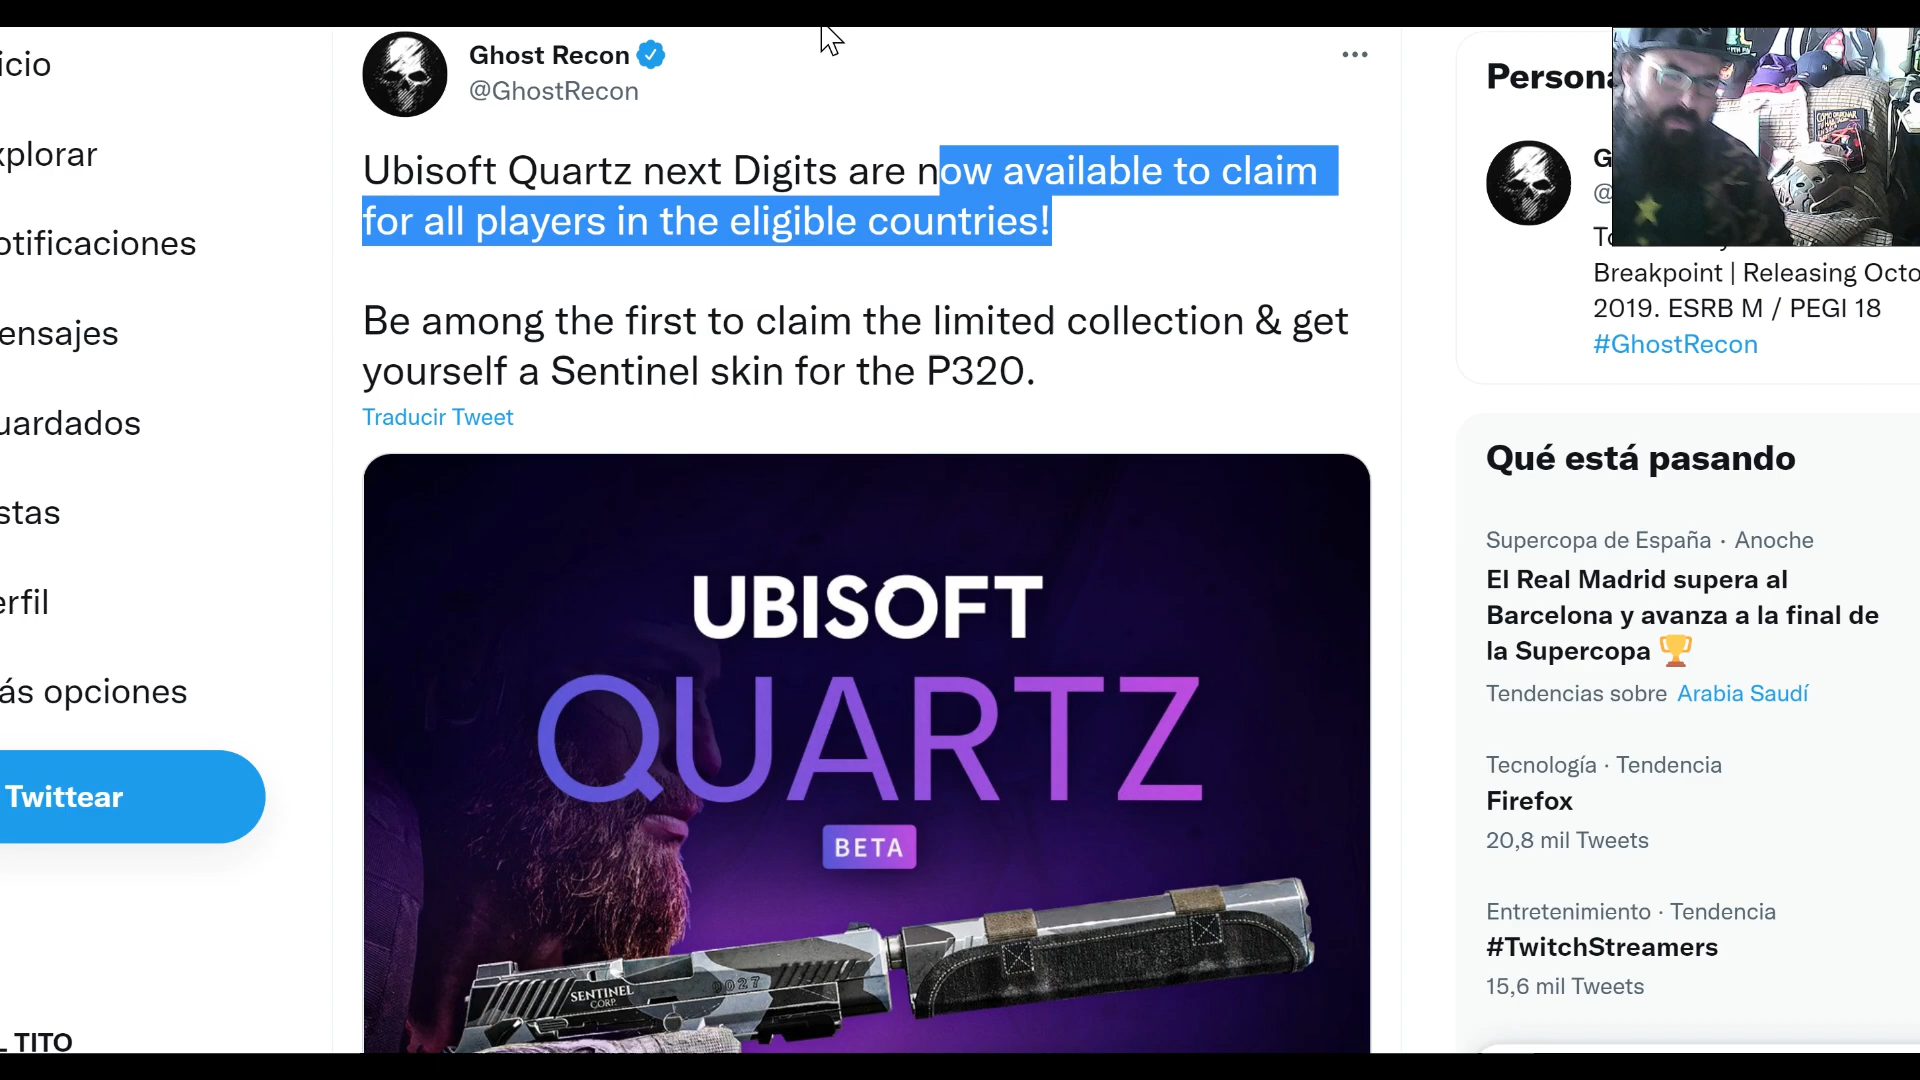 icio
xplorar
otificaciones
ensajes
uardados
stas
erfil
ás opciones
Twittear
TITO
Ghost Recon
@GhostRecon
Ubisoft Quartz next Digits are now available to claim
for all players in the eligible countries!
Be among the first to claim the limited collection & get
yourself a Sentinel skin for the P320.
Traducir Tweet
UBISOFT
QUARTZ
BETA
SENTINEL
CORP.
0027
Persona
G
@
Breakpoint | Releasing Octo
2019. ESRB M / PEGI 18
#GhostRecon
Qué está pasando
Supercopa de España · Anoche
El Real Madrid supera al
Barcelona y avanza a la final de
la Supercopa
Tendencias sobre Arabia Saudí
Tecnología · Tendencia
Firefox
20,8 mil Tweets
Entretenimiento · Tendencia
#TwitchStreamers
15,6 mil Tweets